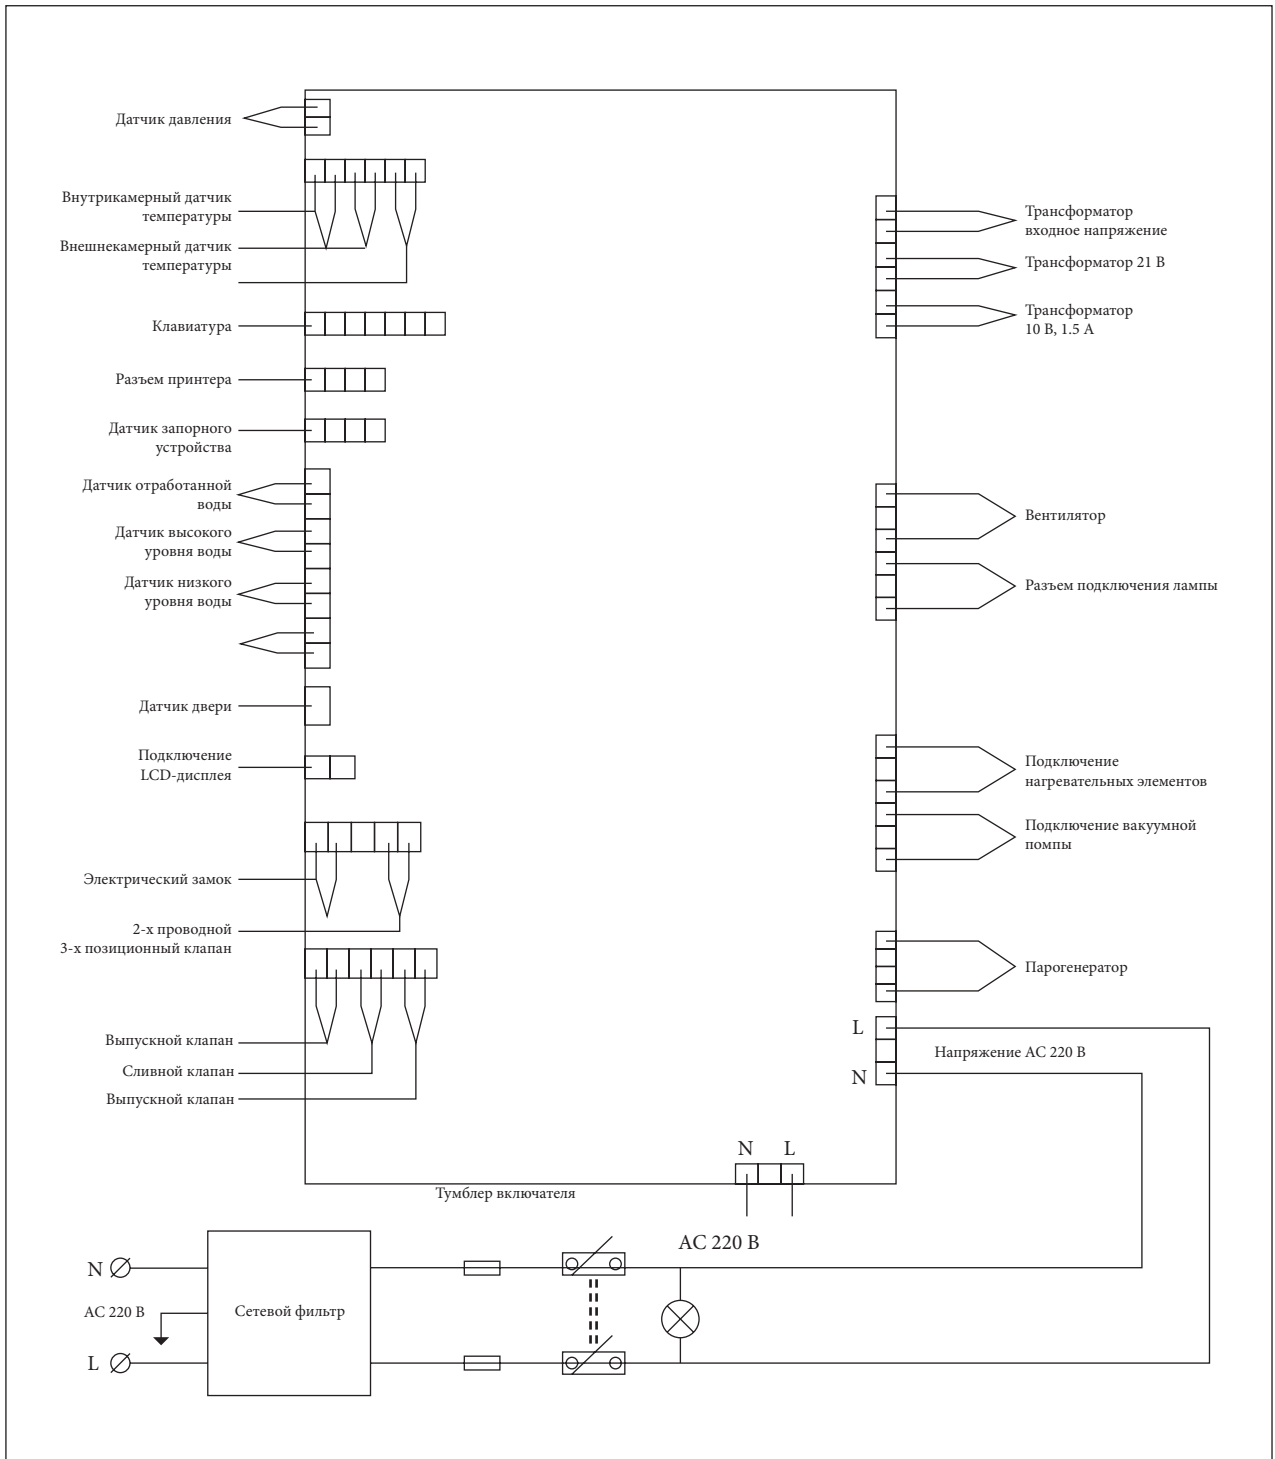 Датчик давления
Внутрикамерный датчик
температуры
Внешнекамерный датчик
температуры
Клавиатура
Разъем принтера
Датчик запорного
устройства
Датчик отработанной
воды
Датчик высокого
уровня воды
Датчик низкого
уровня воды
Датчик двери
Подключение
LCD-дисплея
Электрический замок
2-х проводной
3-х позиционный клапан
Выпускной клапан
Сливной клапан
Выпускной клапан
Трансформатор
входное напряжение
Трансформатор 21 В
Трансформатор
10 В, 1.5 А
Вентилятор
Разъем подключения лампы
Подключение
нагревательных элементов
Подключение вакуумной
помпы
Парогенератор
L
Напряжение АС 220 В
N
N L
Тумблер включателя
АС 220 В
N
АС 220 В
Сетевой фильтр
L